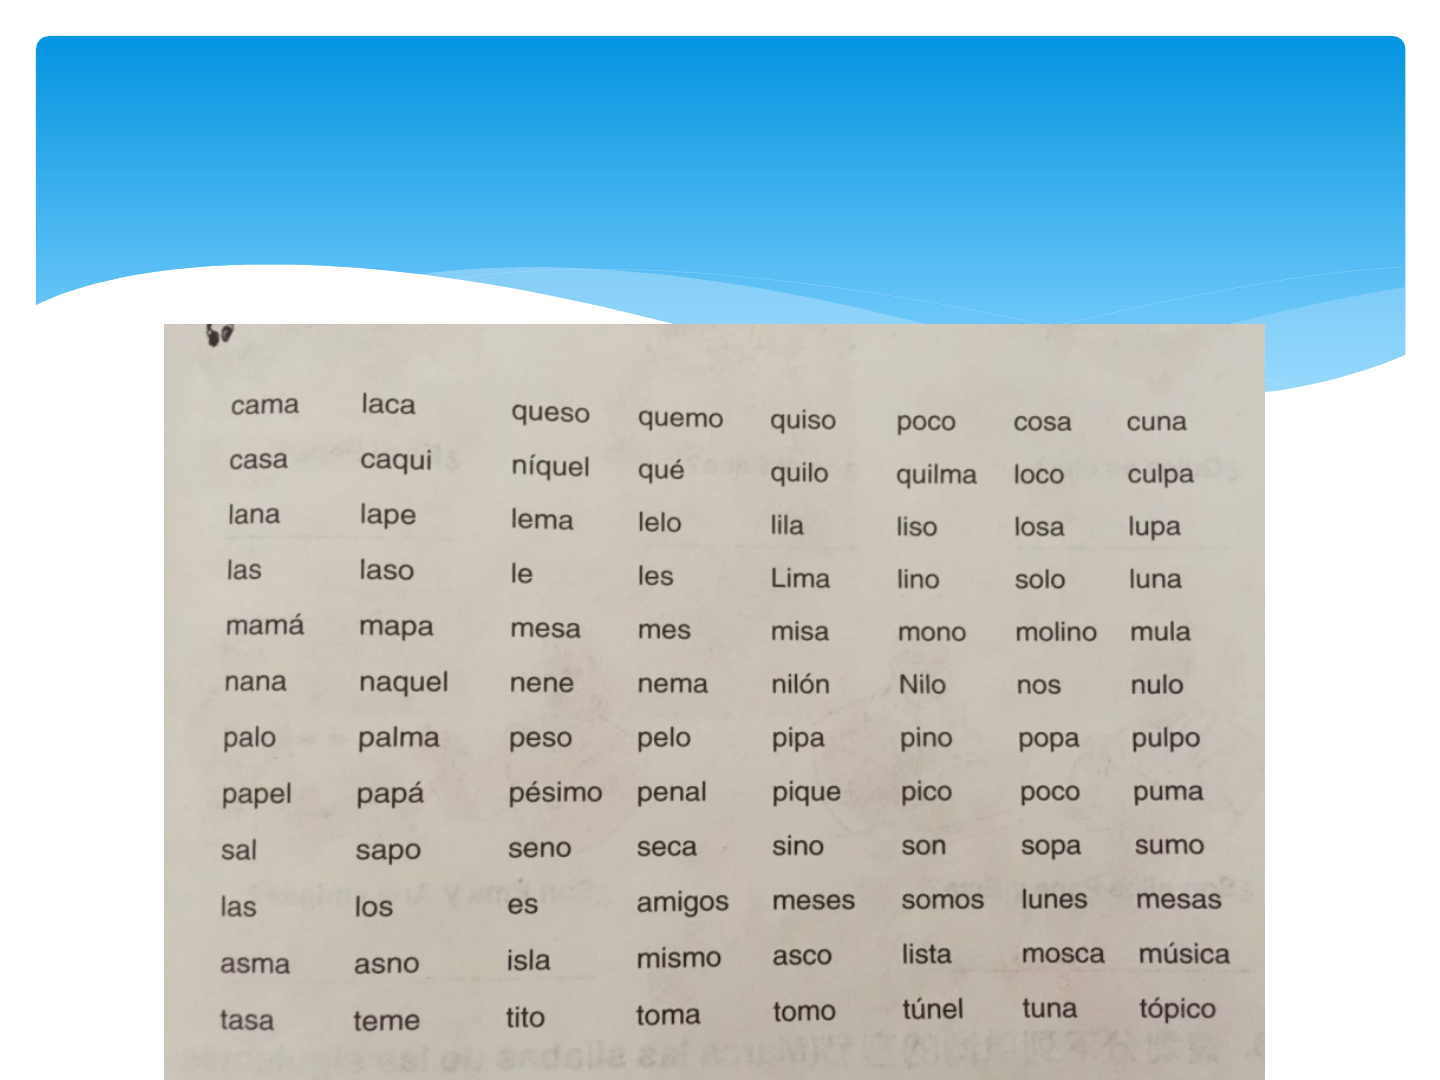 cama laca queso quemo quiso poco cosa cuna
casa caqui níquel qué quilo quilma loco culpa
lana lape lema lelo lila liso losa lupa
las laso le les Lima lino solo luna
mamá mapa mesa mes misa mono molino mula
nana naquel nene nema nilón Nilo nos nulo
palo palma peso pelo pipa pino popa pulpo
papel papá pésimo penal pique pico poco puma
sal sapo seno seca sino son sopa sumo
las los es amigos meses somos lunes mesas
asma asno isla mismo asco lista mosca música
tasa teme tito toma tomo túnel tuna tópico